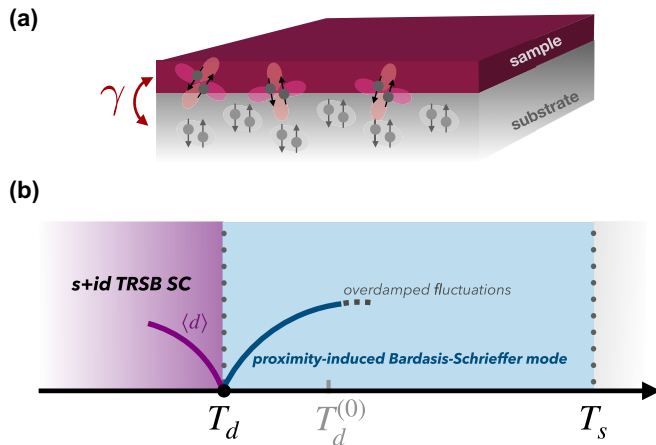 (a)
sample
substrate
γ
(b)
s+id TRSB SC
⟨d⟩
overdamped fluctuations
proximity-induced Bardasis-Schrieffer mode
T_d
T_d^{(0)}
T_s